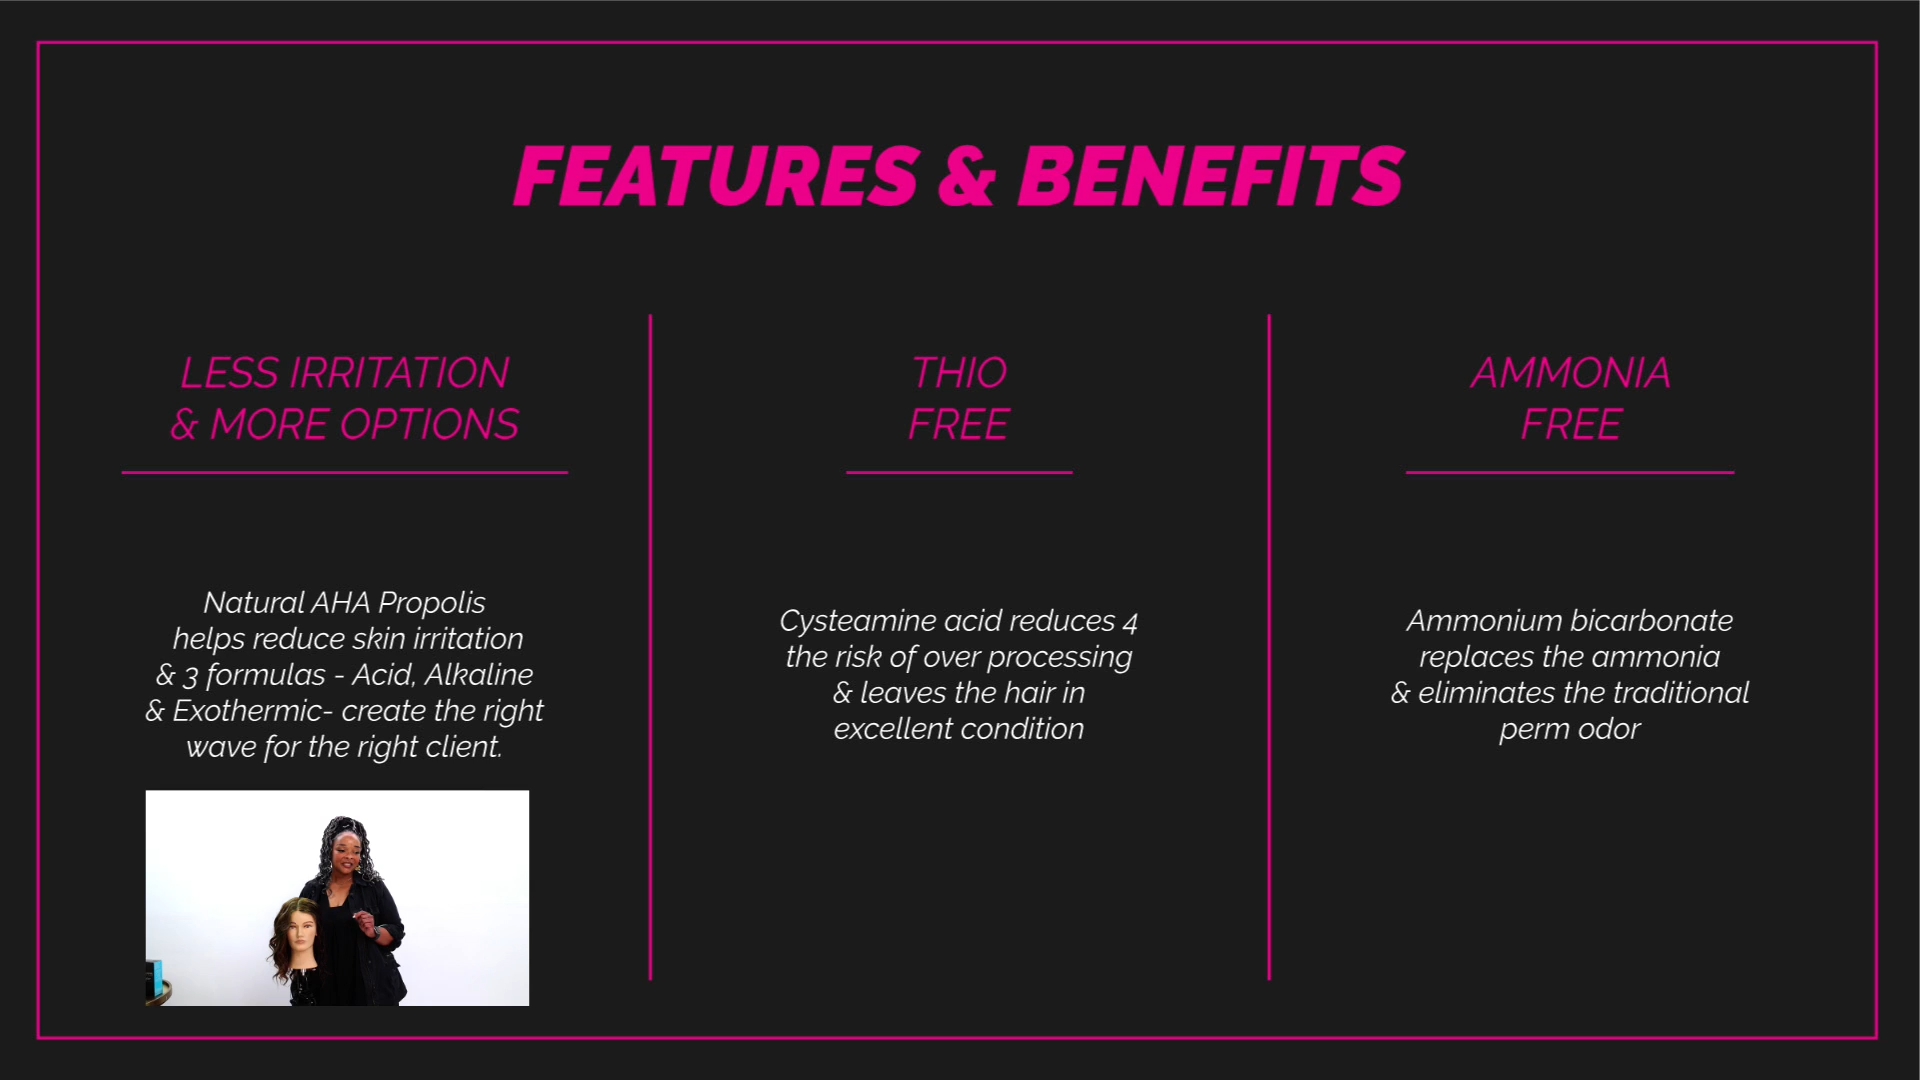 FEATURES & BENEFITS
LESS IRRITATION
& MORE OPTIONS
Natural AHA Propolis
helps reduce skin irritation
& 3 formulas - Acid, Alkaline
& Exothermic- create the right
wave for the right client.
THIO
FREE
Cysteamine acid reduces 4
the risk of over processing
& leaves the hair in
excellent condition
AMMONIA
FREE
Ammonium bicarbonate
replaces the ammonia
& eliminates the traditional
perm odor